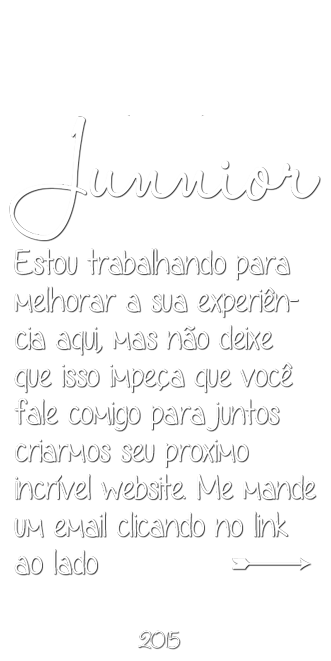 Junnior
Estou trabalhando para
melhorar a sua experiên-
cia aqui, mas não deixe
que isso impeça que você
fale comigo para juntos
criarmos seu proximo
incrível website. Me mande
um email clicando no link
ao lado
2015